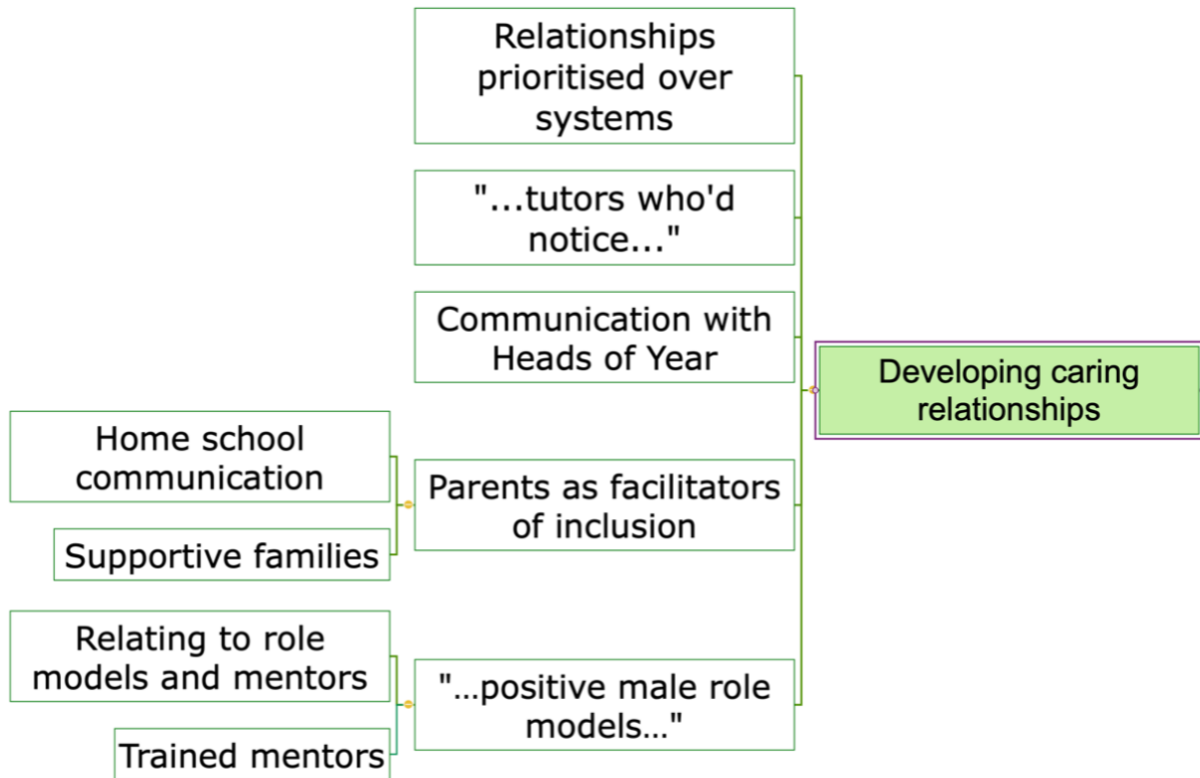 Relationships
prioritised over
systems
"...tutors who'd
notice..."
Communication with
Heads of Year
Developing caring
relationships
Home school
communication
Parents as facilitators
of inclusion
Supportive families
Relating to role
models and mentors
"...positive male role
models..."
Trained mentors